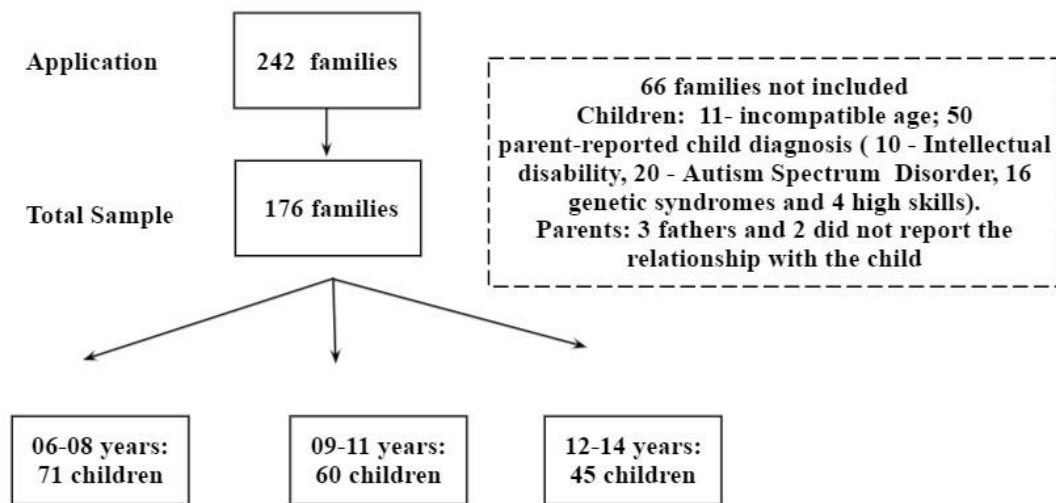 Application
242 families
66 families not included
Children: 11- incompatible age; 50
parent-reported child diagnosis ( 10 - Intellectual
disability, 20 - Autism Spectrum Disorder, 16
genetic syndromes and 4 high skills).
Parents: 3 fathers and 2 did not report the
relationship with the child
Total Sample
176 families
06-08 years:
71 children
09-11 years:
60 children
12-14 years:
45 children